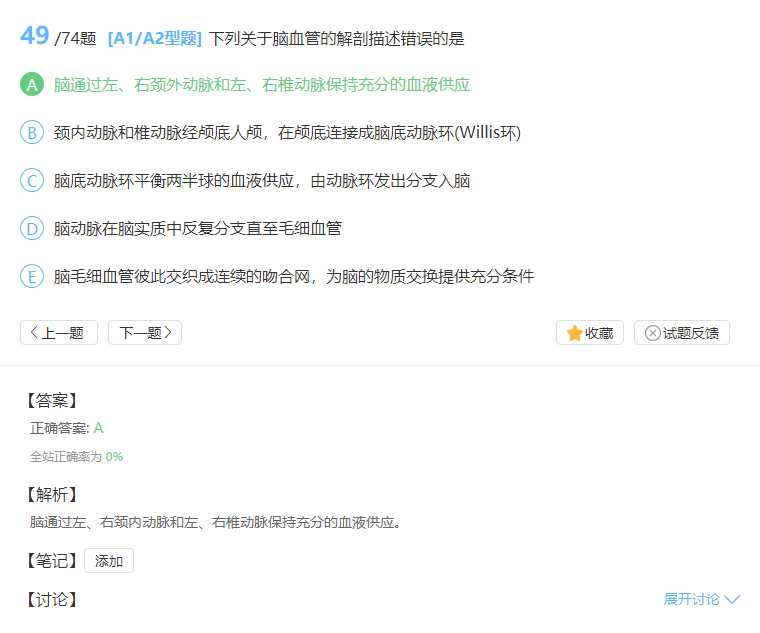 49 /74题 [A1/A2型题] 下列关于脑血管的解剖描述错误的是
A 脑通过左、右颈外动脉和左、右椎动脉保持充分的血液供应
B 颈内动脉和椎动脉经颅底人颅，在颅底连接成脑底动脉环(Willis环)
C 脑底动脉环平衡两半球的血液供应，由动脉环发出分支入脑
D 脑动脉在脑实质中反复分支直至毛细血管
E 脑毛细血管彼此交织成连续的吻合网，为脑的物质交换提供充分条件
上一题 下一题 收藏 试题反馈
【答案】
正确答案: A
全站正确率为 0%
【解析】
脑通过左、右颈内动脉和左、右椎动脉保持充分的血液供应。
【笔记】 添加
【讨论】 展开讨论